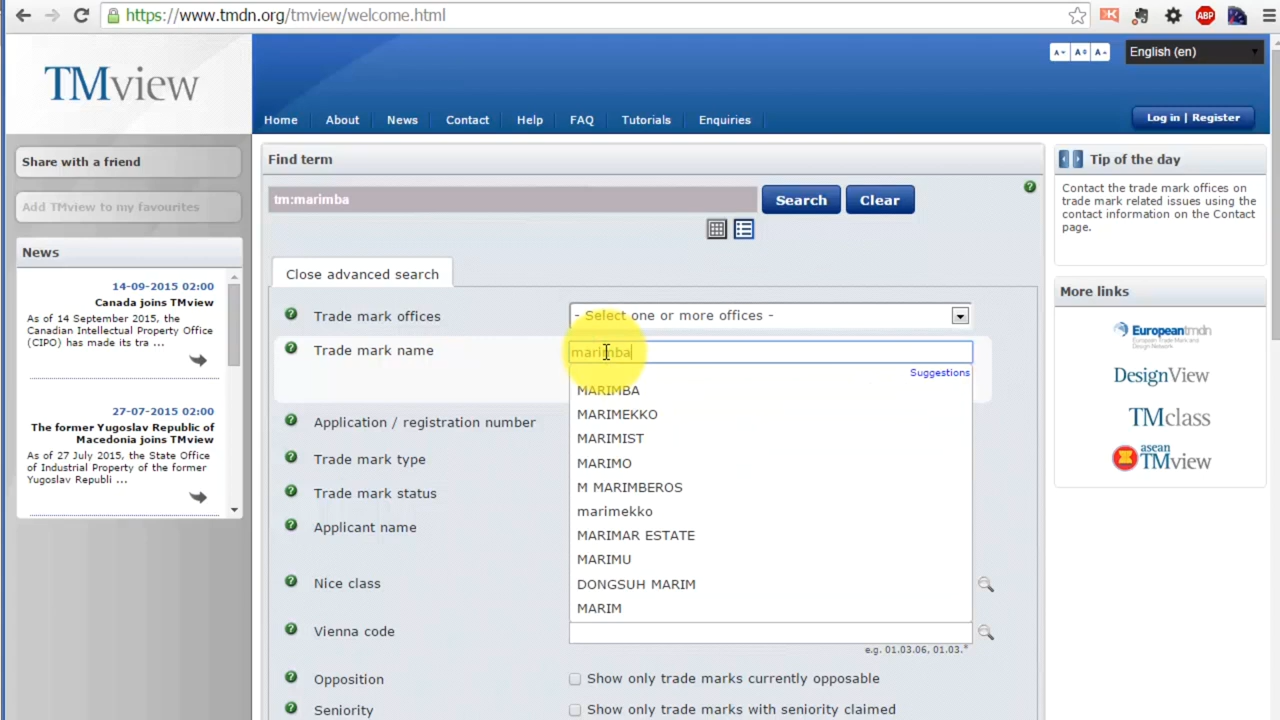 https://www.tmdn.org/tmview/welcome.html
ABP
TMview
A
A
A
English (en)
Home
About
News
Contact
Help
FAQ
Tutorials
Enquiries
Log in | Register
Share with a friend
Add TMview to my favourites
News
14-09-2015 02:00
Canada joins TMview
As of 14 September 2015, the
Canadian Intellectual Property Office
(CIPO) has made its tra ...
27-07-2015 02:00
The former Yugoslav Republic of
Macedonia joins TMview
As of 27 July 2015, the State Office
of Industrial Property of the former
Yugoslav Republi ...
Find term
tm:marimba
Search
Clear
Close advanced search
Trade mark offices
- Select one or more offices -
Trade mark name
marimba
Suggestions
MARIMBA
MARIMEKKO
MARIMIST
MARIMO
M MARIMBEROS
marimekko
MARIMAR ESTATE
MARIMU
DONGSUH MARIM
MARIM
Application / registration number
Trade mark type
Trade mark status
Applicant name
Nice class
Vienna code
e.g. 01.03.06, 01.03.*
Opposition
Show only trade marks currently opposable
Seniority
Show only trade marks with seniority claimed
Tip of the day
Contact the trade mark offices on
trade mark related issues using the
contact information on the Contact
page.
More links
European tmdn
DesignView
TMclass
asean
TMview